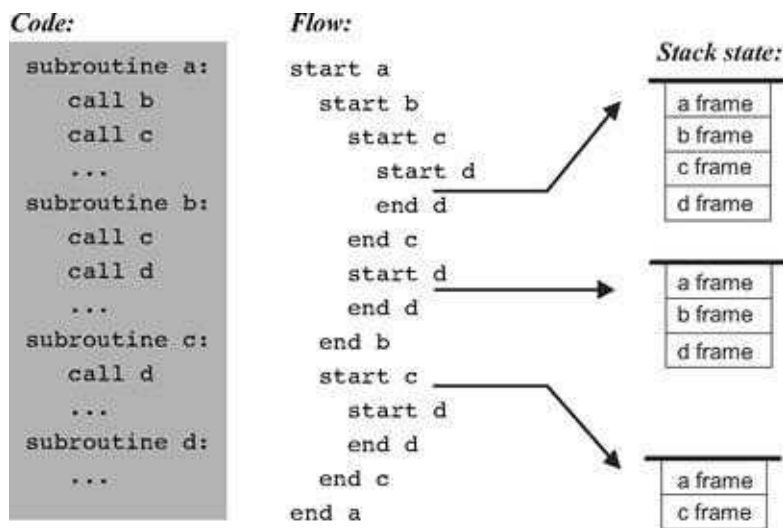 Code:
subroutine a:
call b
call c
...
subroutine b:
call c
call d
...
subroutine c:
call d
...
subroutine d:
...
Flow:
start a
start b
start c
start d
end d
end c
start d
end d
end b
start c
start d
end d
end c
end a
Stack state:
a frame
b frame
c frame
d frame
a frame
b frame
d frame
a frame
c frame